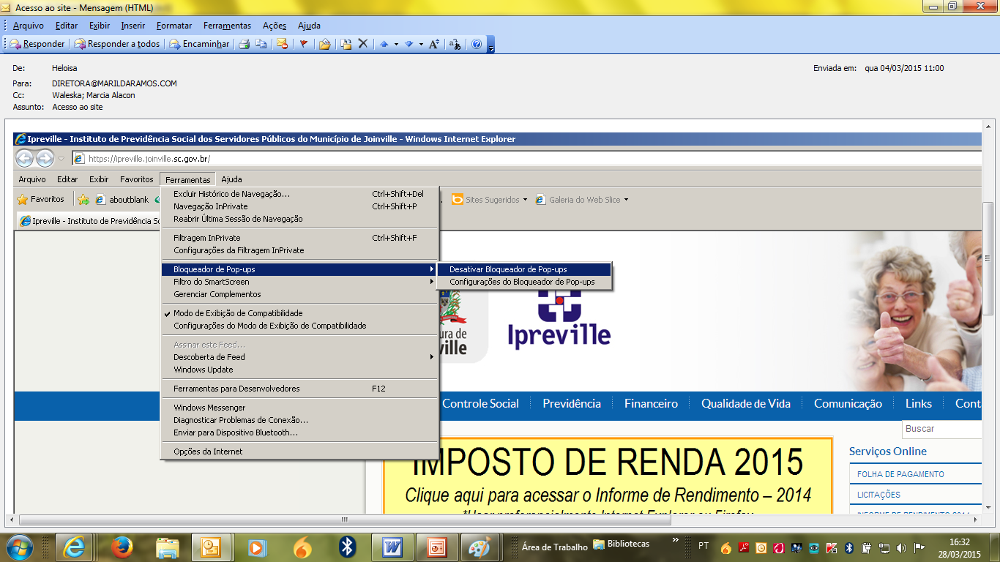 Acesso ao site - Mensagem (HTML)
Arquivo Editar Exibir Inserir Formatar Ferramentas Ações Ajuda
Responder Responder a todos Encaminhar
De: Heloisa Enviada em: qua 04/03/2015 11:00
Para: DIRETORA@MARILDARAMOS.COM
Cc: Waleska; Marcia Alacon
Assunto: Acesso ao site
Ipreville - Instituto de Previdência Social dos Servidores Públicos do Município de Joinville - Windows Internet Explorer
https://ipreville.joinville.sc.gov.br/
Arquivo Editar Exibir Favoritos Ferramentas Ajuda
Favoritos aboutblank Sites Sugeridos Galeria do Web Slice
Ipreville - Instituto de Previdência So
Excluir Histórico de Navegação... Ctrl+Shift+Del
Navegação InPrivate Ctrl+Shift+P
Reabrir Última Sessão de Navegação
Filtragem InPrivate Ctrl+Shift+F
Configurações da Filtragem InPrivate
Bloqueador de Pop-ups
Filtro do SmartScreen
Gerenciar Complementos
Modo de Exibição de Compatibilidade
Configurações do Modo de Exibição de Compatibilidade
Assinar este Feed...
Descoberta de Feed
Windows Update
Ferramentas para Desenvolvedores F12
Windows Messenger
Diagnosticar Problemas de Conexão...
Enviar para Dispositivo Bluetooth...
Opções da Internet
Desativar Bloqueador de Pop-ups
Configurações do Bloqueador de Pop-ups
ura de
ville
Ipreville
Controle Social Previdência Financeiro Qualidade de Vida Comunicação Links Cont
Buscar
IMPOSTO DE RENDA 2015
Clique aqui para acessar o Informe de Rendimento – 2014
Serviços Online
FOLHA DE PAGAMENTO
LICITAÇÕES
Área de Trabalho Bibliotecas » PT
16:32
28/03/2015